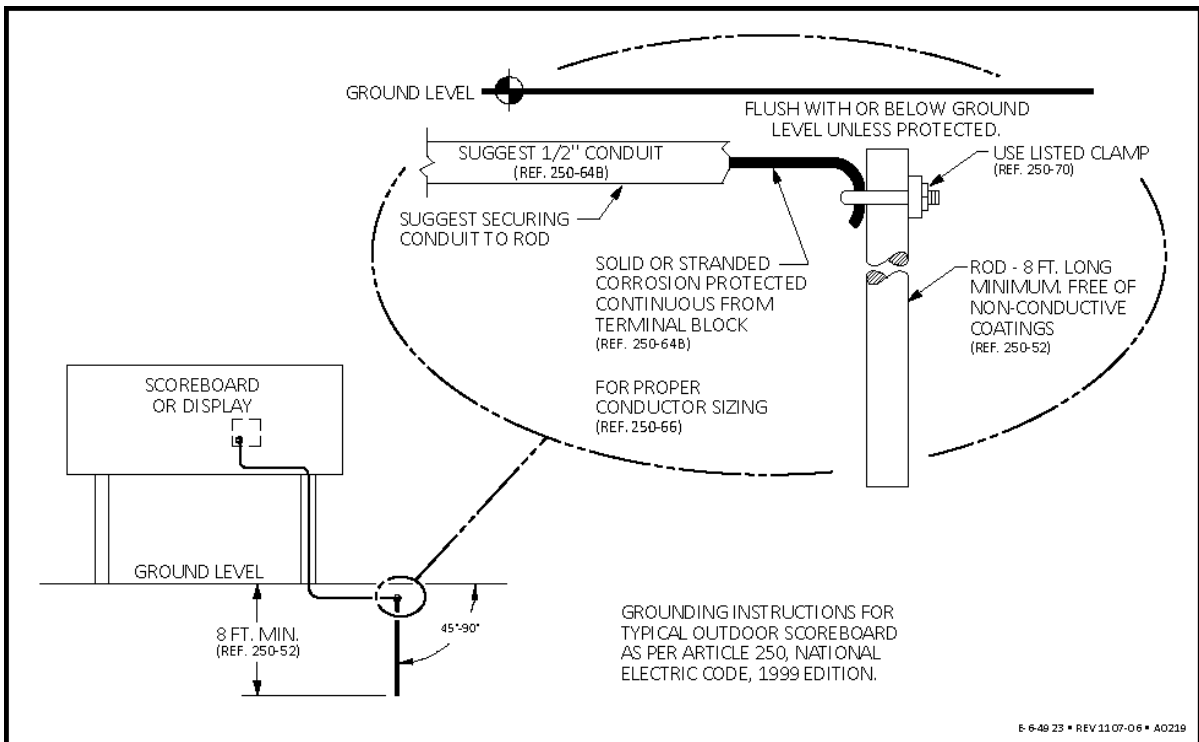 GROUND LEVEL
FLUSH WITH OR BELOW GROUND
LEVEL UNLESS PROTECTED.
SUGGEST 1/2" CONDUIT
(REF. 250-64B)
USE LISTED CLAMP
(REF. 250-70)
SUGGEST SECURING
CONDUIT TO ROD
SOLID OR STRANDED
CORROSION PROTECTED
CONTINUOUS FROM
TERMINAL BLOCK
(REF. 250-64B)
ROD - 8 FT. LONG
MINIMUM. FREE OF
NON-CONDUCTIVE
COATINGS
(REF. 250-52)
FOR PROPER
CONDUCTOR SIZING
(REF. 250-66)
SCOREBOARD
OR DISPLAY
GROUND LEVEL
8 FT. MIN.
(REF. 250-52)
45°-90°
GROUNDING INSTRUCTIONS FOR
TYPICAL OUTDOOR SCOREBOARD
AS PER ARTICLE 250, NATIONAL
ELECTRIC CODE, 1999 EDITION.
E-6-4923 • REV 1107-06 • A0219